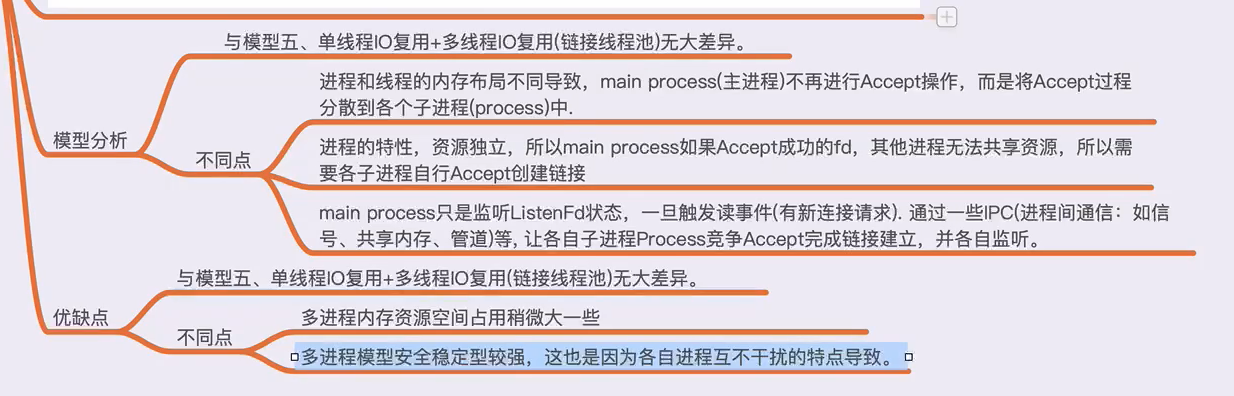 与模型五、单线程IO复用+多线程IO复用(链接线程池)无大差异。
进程和线程的内存布局不同导致，main process(主进程)不再进行Accept操作，而是将Accept过程
分散到各个子进程(process)中.
模型分析
不同点
进程的特性，资源独立，所以main process如果Accept成功的fd，其他进程无法共享资源，所以需
要各子进程自行Accept创建链接
main process只是监听ListenFd状态，一旦触发读事件(有新连接请求). 通过一些IPC(进程间通信：如信
号、共享内存、管道)等, 让各自子进程Process竞争Accept完成链接建立，并各自监听。
与模型五、单线程IO复用+多线程IO复用(链接线程池)无大差异。
优缺点
不同点
多进程内存资源空间占用稍微大一些
多进程模型安全稳定型较强，这也是因为各自进程互不干扰的特点导致。